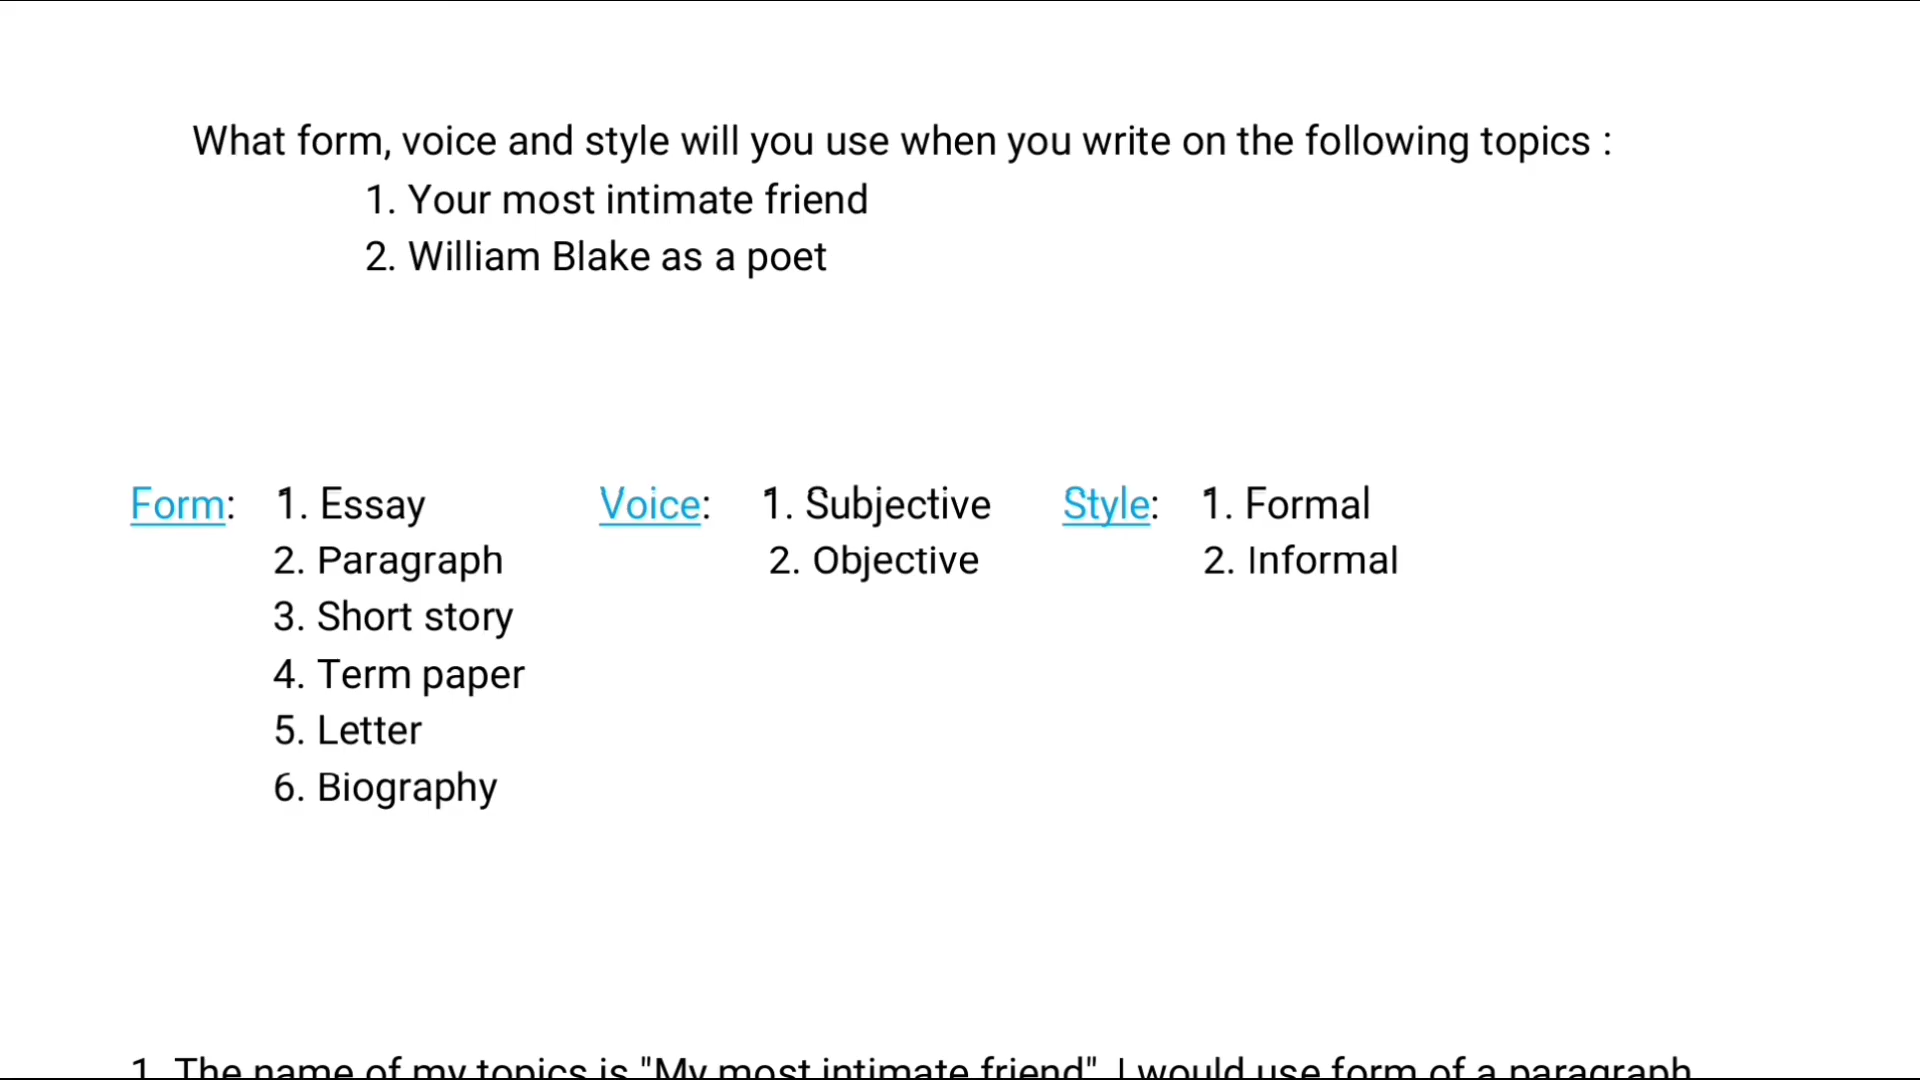 What form, voice and style will you use when you write on the following topics :
1. Your most intimate friend
2. William Blake as a poet
Form: 1. Essay Voice: 1. Subjective Style: 1. Formal
2. Paragraph 2. Objective 2. Informal
3. Short story
4. Term paper
5. Letter
6. Biography
1. The name of my topics is "My most intimate friend". I would use form of a paragraph